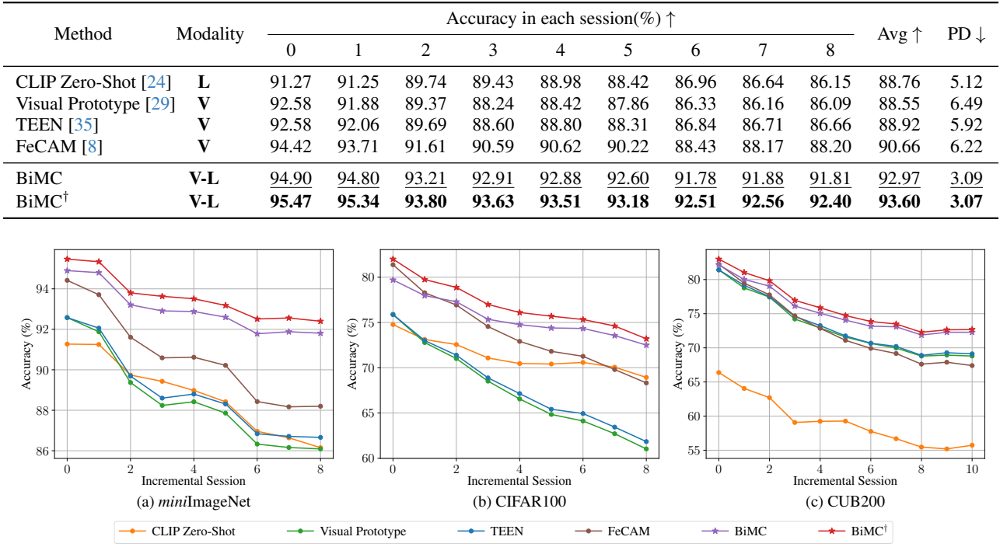 Method Modality Accuracy in each session(%) ↑ Avg ↑ PD ↓
0 1 2 3 4 5 6 7 8
CLIP Zero-Shot [24] L 91.27 91.25 89.74 89.43 88.98 88.42 86.96 86.64 86.15 88.76 5.12
Visual Prototype [29] V 92.58 91.88 89.37 88.24 88.42 87.86 86.33 86.16 86.09 88.55 6.49
TEEN [35] V 92.58 92.06 89.69 88.60 88.80 88.31 86.84 86.71 86.66 88.92 5.92
FeCAM [8] V 94.42 93.71 91.61 90.59 90.62 90.22 88.43 88.17 88.20 90.66 6.22
BiMC V-L 94.90 94.80 93.21 92.91 92.88 92.60 91.78 91.88 91.81 92.97 3.09
BiMC† V-L 95.47 95.34 93.80 93.63 93.51 93.18 92.51 92.56 92.40 93.60 3.07
Accuracy (%)
94
92
90
88
86
0 2 4 6 8
Incremental Session
(a) miniImageNet
Accuracy (%)
80
75
70
65
60
0 2 4 6 8
Incremental Session
(b) CIFAR100
Accuracy (%)
80
75
70
65
60
55
0 2 4 6 8 10
Incremental Session
(c) CUB200
CLIP Zero-Shot Visual Prototype TEEN FeCAM BiMC BiMC†